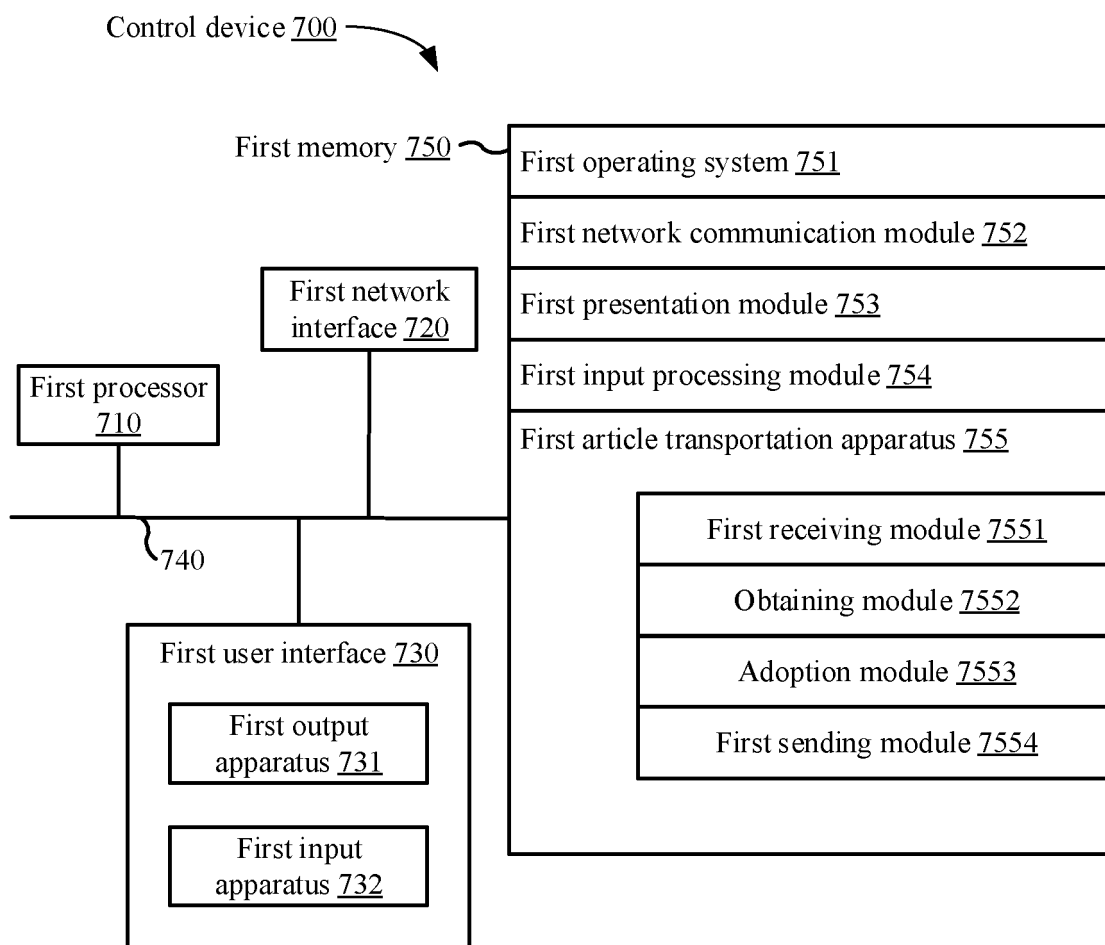 Control device 700
First memory 750
First operating system 751
First network communication module 752
First presentation module 753
First input processing module 754
First article transportation apparatus 755
First receiving module 7551
Obtaining module 7552
Adoption module 7553
First sending module 7554
First network
interface 720
First processor
710
740
First user interface 730
First output
apparatus 731
First input
apparatus 732